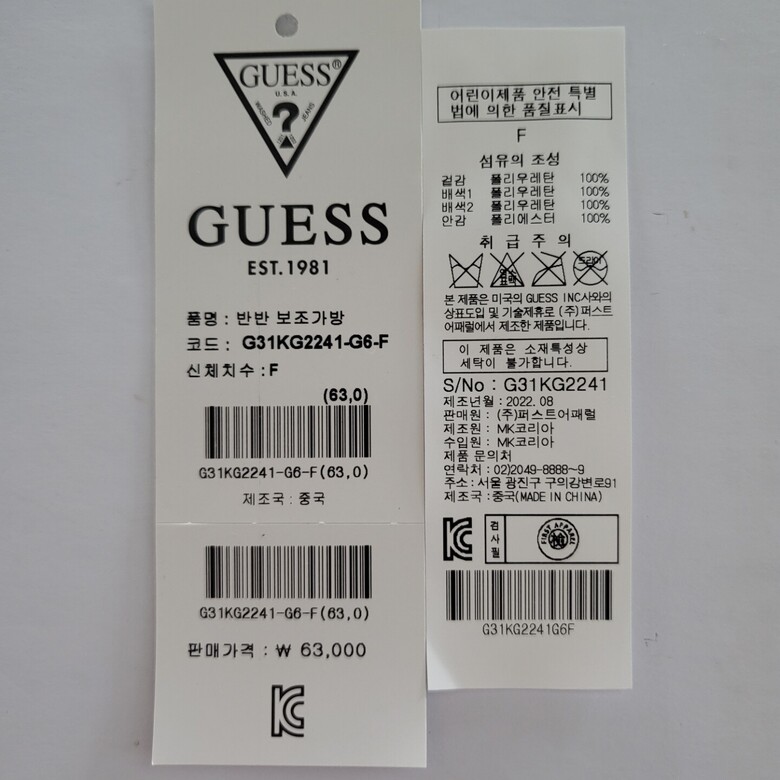 GUESS®
U.S.A.
WASHED
?
JEANS
GUESS
EST.1981
품명 : 반반 보조가방
코드 : G31KG2241-G6-F
신체치수 : F
(63,0)
G31KG2241-G6-F(63,0)
제조국 : 중국
G31KG2241-G6-F(63,0)
판매가격 : ₩ 63,000
KC
어린이제품 안전 특별
법에 의한 품질표시
F
섬유의 조성
겉감 폴리우레탄 100%
배색1 폴리우레탄 100%
배색2 폴리우레탄 100%
안감 폴리에스터 100%
취 급 주 의
염소
표백
드라이
본 제품은 미국의 GUESS INC사와의
상표도입 및 기술제휴로 (주)퍼스트
어패럴에서 제조한 제품입니다.
이 제품은 소재특성상
세탁이 불가합니다.
S/No : G31KG2241
제조년월 : 2022. 08
판매원 : (주)퍼스트어패럴
제조원 : MK코리아
수입원 : MK코리아
제품 문의처
연락처 : 02)2049-8888~9
주소 : 서울 광진구 구의강변로91
제조국 :중국(MADE IN CHINA)
KC
검사필
FIRST APPAREL
G31KG2241G6F